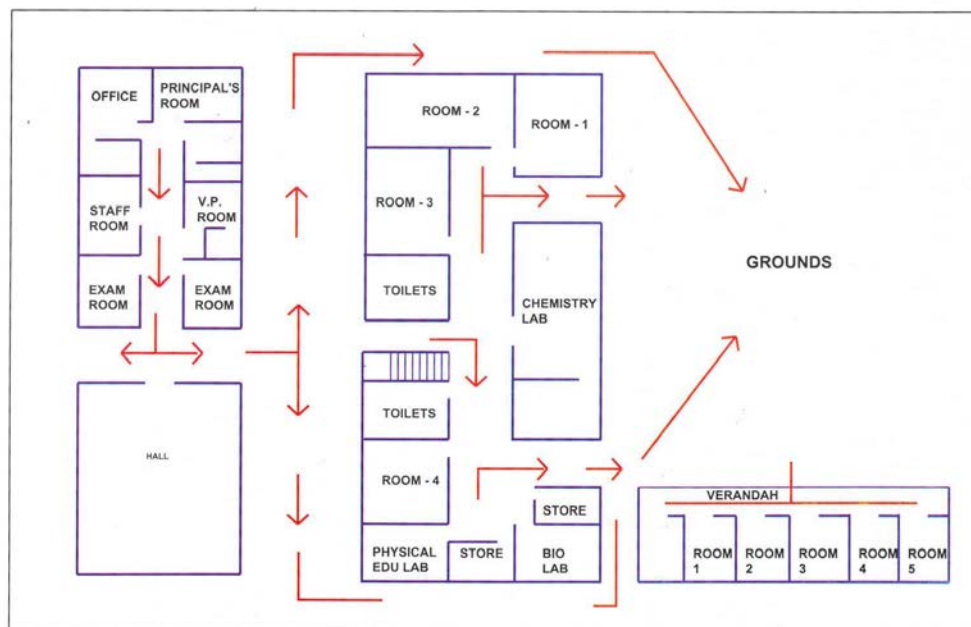 OFFICE
PRINCIPAL'S
ROOM
STAFF
ROOM
V.P.
ROOM
EXAM
ROOM
EXAM
ROOM
HALL
ROOM - 2
ROOM - 1
ROOM - 3
TOILETS
CHEMISTRY
LAB
TOILETS
ROOM - 4
PHYSICAL
EDU LAB
STORE
STORE
BIO
LAB
GROUNDS
VERANDAH
ROOM
1
ROOM
2
ROOM
3
ROOM
4
ROOM
5